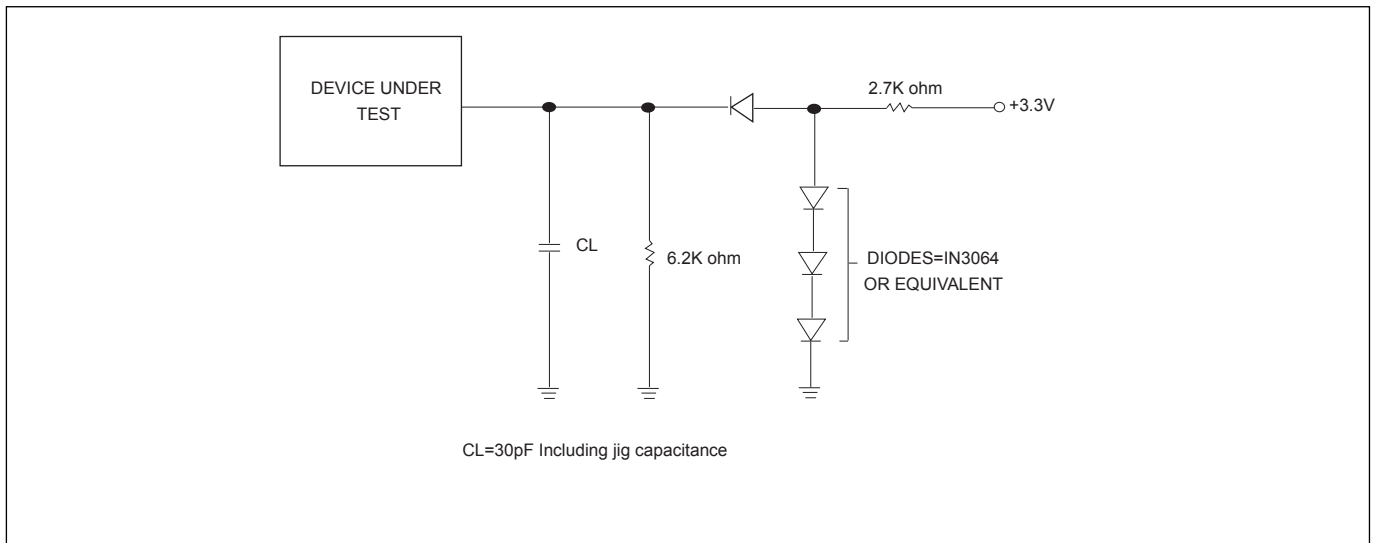 DEVICE UNDER
TEST
2.7K ohm
+3.3V
CL
6.2K ohm
DIODES=IN3064
OR EQUIVALENT
CL=30pF Including jig capacitance